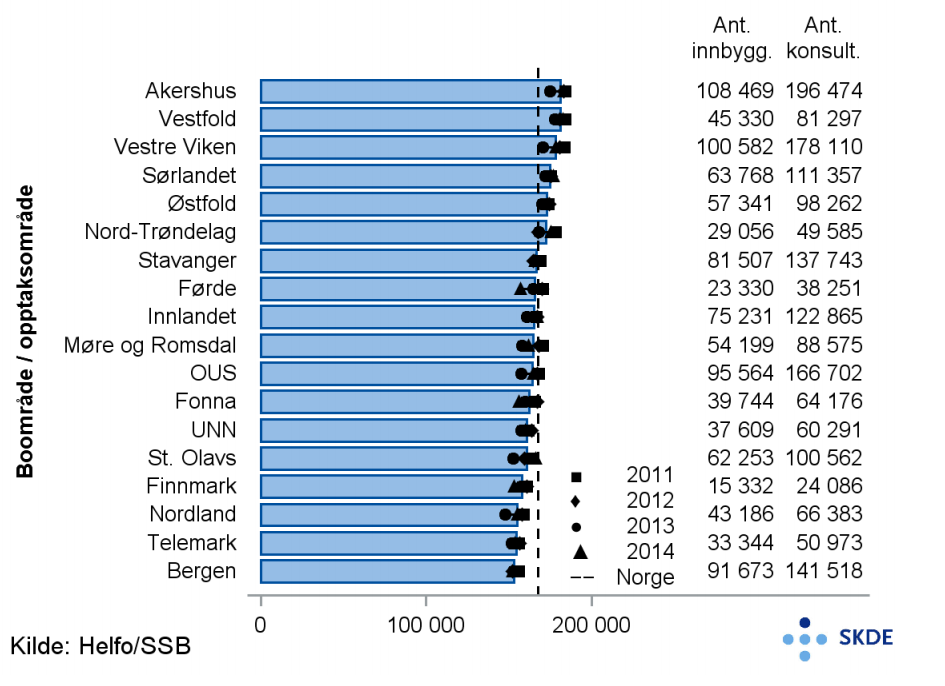 Ant. Ant.
innbygg. konsult.
Boområde / opptaksområde
Akershus 108 469 196 474
Vestfold 45 330 81 297
Vestre Viken 100 582 178 110
Sørlandet 63 768 111 357
Østfold 57 341 98 262
Nord-Trøndelag 29 056 49 585
Stavanger 81 507 137 743
Førde 23 330 38 251
Innlandet 75 231 122 865
Møre og Romsdal 54 199 88 575
OUS 95 564 166 702
Fonna 39 744 64 176
UNN 37 609 60 291
St. Olavs 62 253 100 562
Finnmark 15 332 24 086
Nordland 43 186 66 383
Telemark 33 344 50 973
Bergen 91 673 141 518
2011
2012
2013
2014
Norge
0 100 000 200 000
Kilde: Helfo/SSB
SKDE